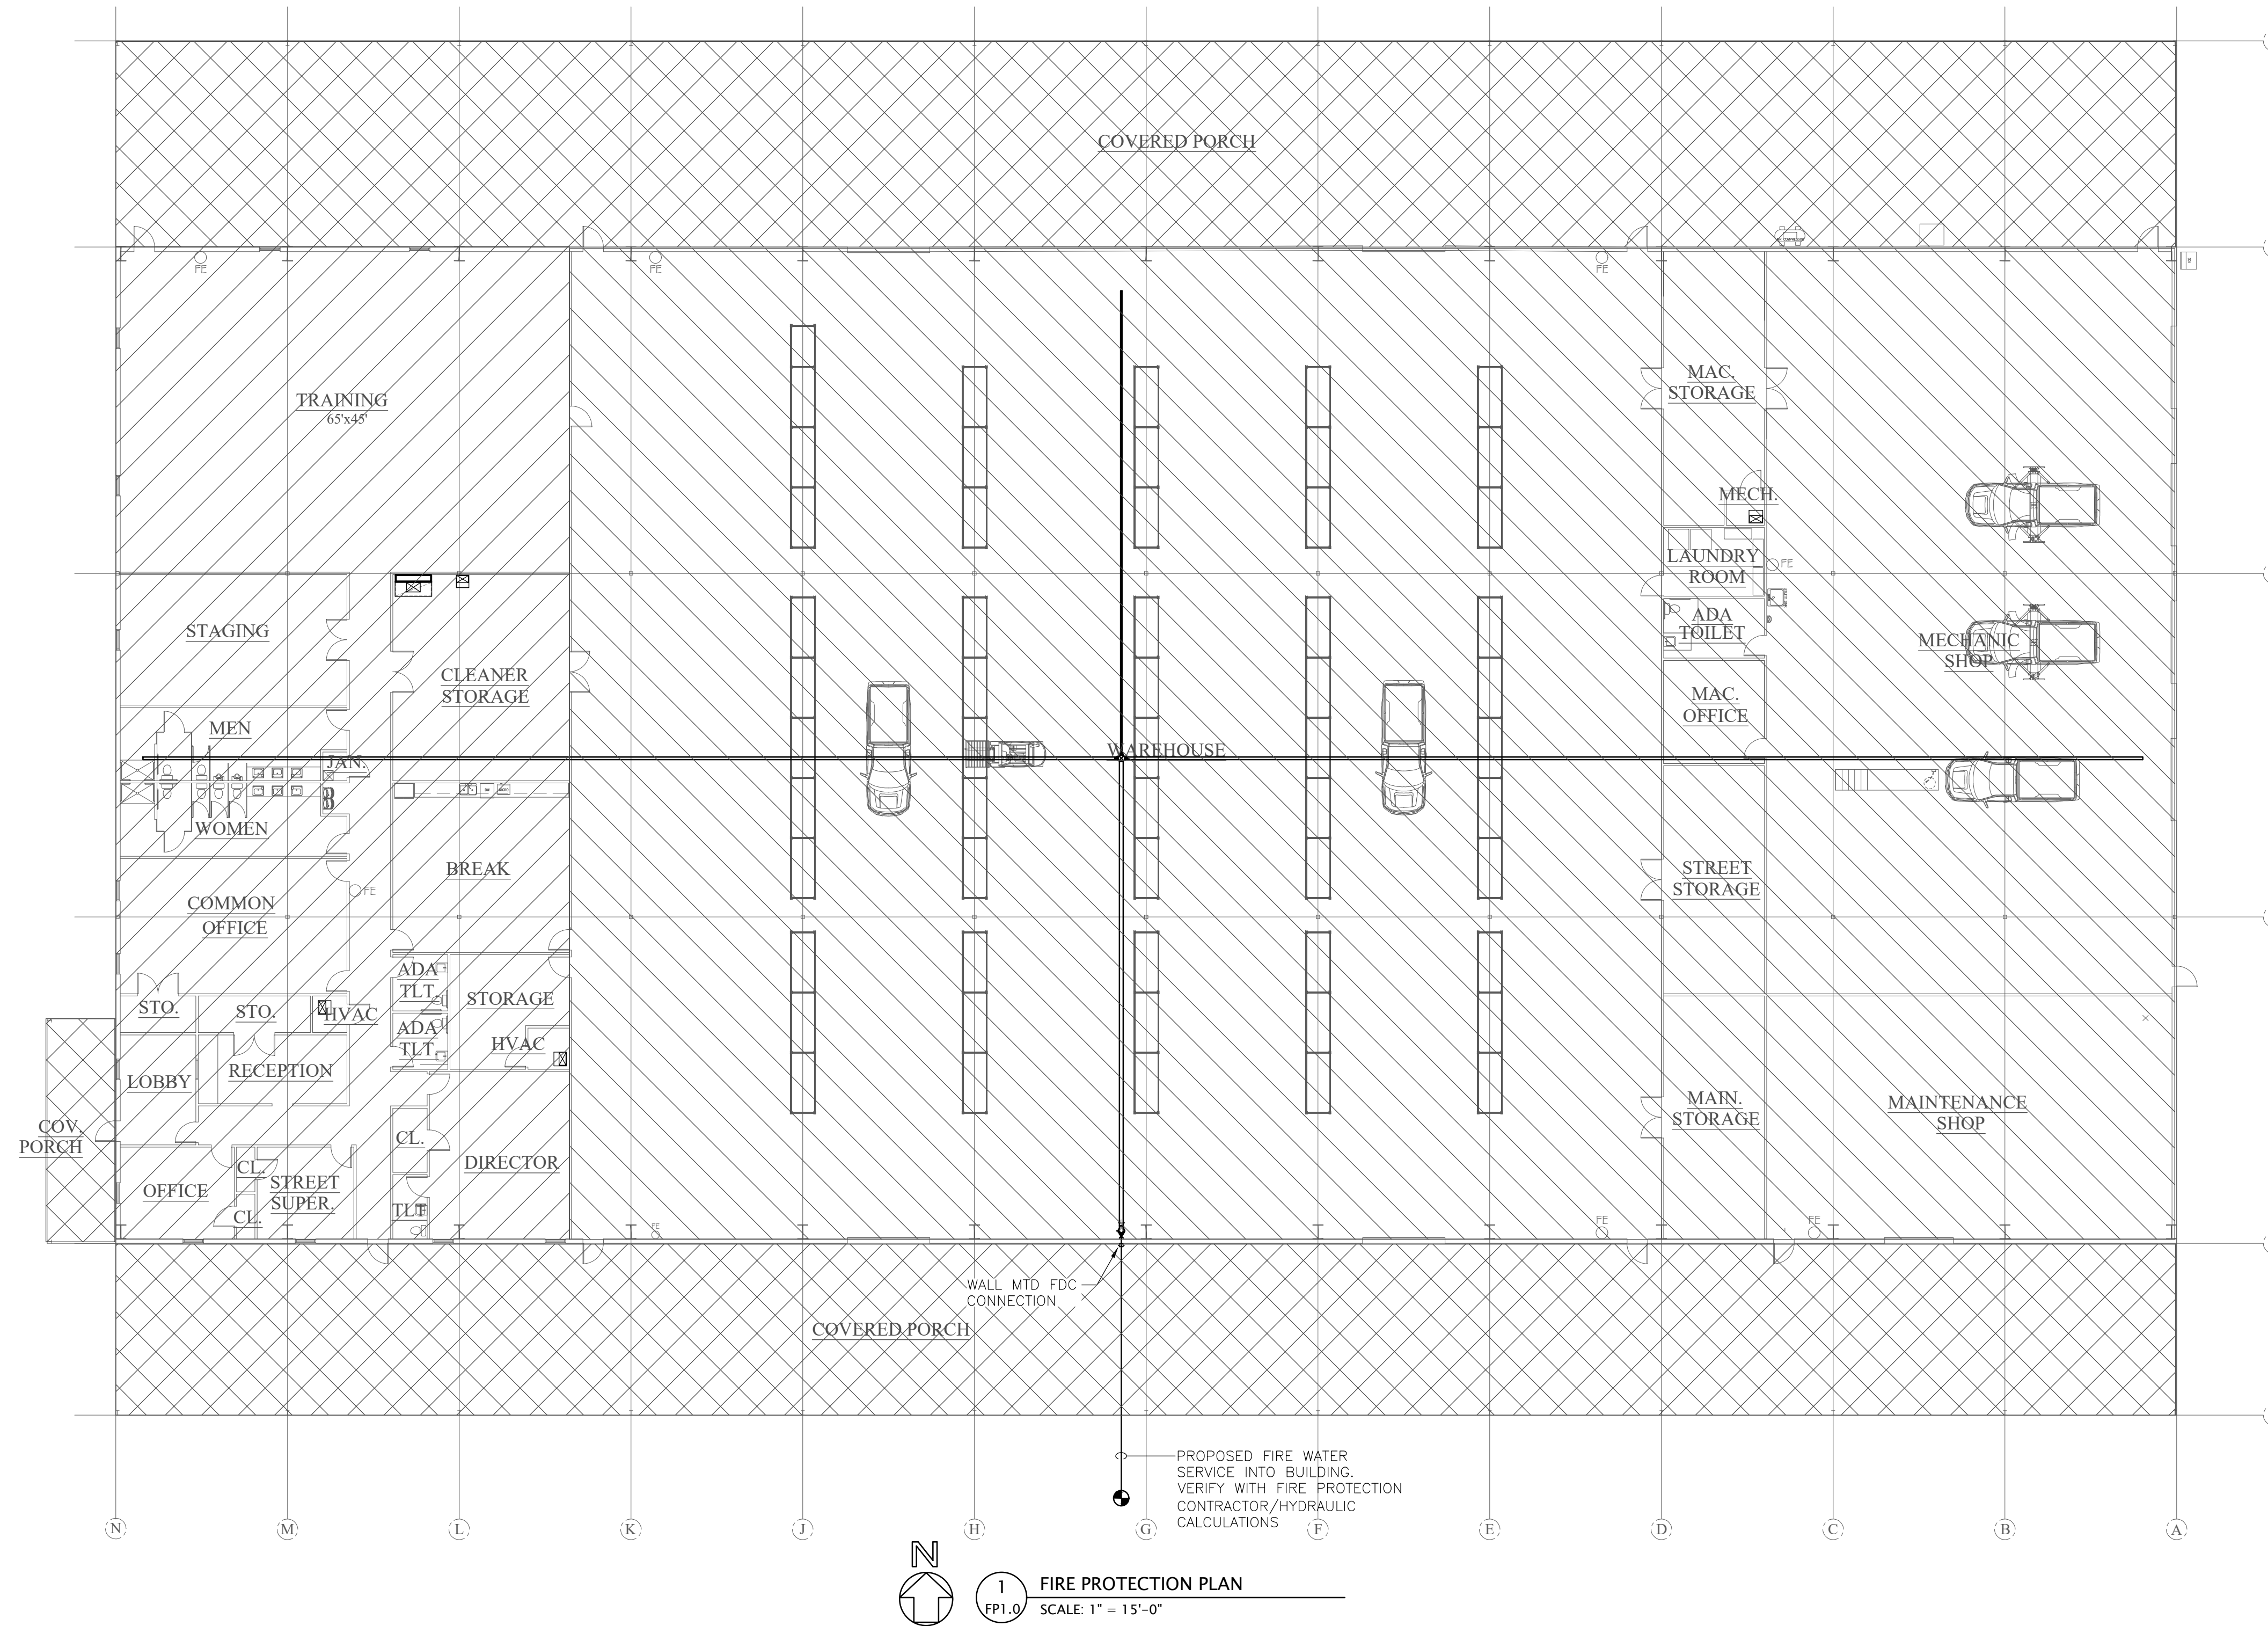 COVERED PORCH
FE
FE
FE
TRAINING
65'x45'
MAC.
STORAGE
MECH.
LAUNDRY
ROOM
FE
STAGING
ADA
TOILET
MECHANIC
SHOP
CLEANER
STORAGE
MAC.
OFFICE
MEN
WAREHOUSE
JAN.
WOMEN
BREAK
STREET
STORAGE
FE
COMMON
OFFICE
ADA
TLT.
STORAGE
STO.
STO.
HVAC
ADA
TLT.
HVAC
LOBBY
RECEPTION
MAIN.
STORAGE
MAINTENANCE
SHOP
COV.
PORCH
CL.
DIRECTOR
CL.
OFFICE
STREET
SUPER.
CL.
TLT
FE
FE
FE
WALL MTD FDC
CONNECTION
COVERED PORCH
PROPOSED FIRE WATER
SERVICE INTO BUILDING.
VERIFY WITH FIRE PROTECTION
CONTRACTOR/HYDRAULIC
CALCULATIONS
N
M
L
K
J
H
G
F
E
D
C
B
A
N
1
FP1.0
FIRE PROTECTION PLAN
SCALE: 1" = 15'-0"